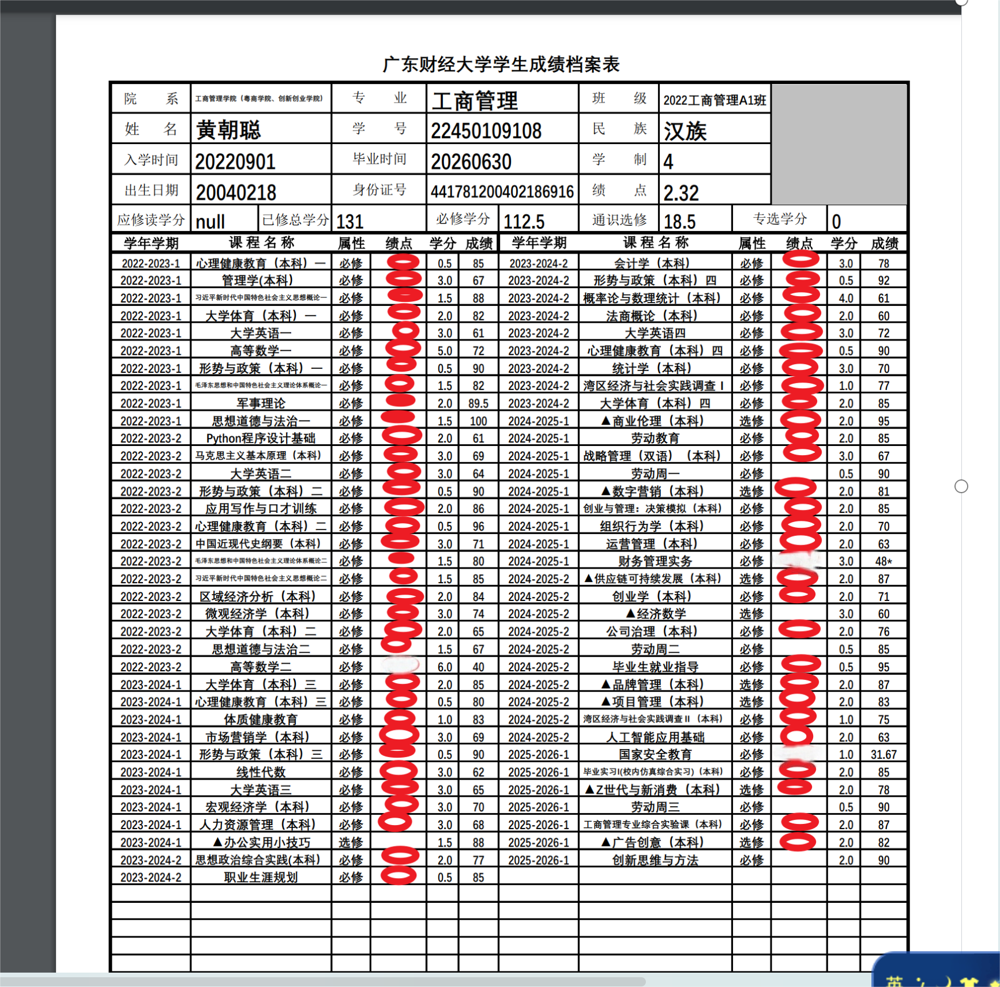 广东财经大学学生成绩档案表
院 系 工商管理学院（粤商学院、创新创业学院） 专 业 工商管理 班 级 2022工商管理A1班
姓 名 黄朝聪 学 号 22450109108 民 族 汉族
入学时间 20220901 毕业时间 20260630 学 制 4
出生日期 20040218 身份证号 441781200402186916 绩 点 2.32
应修读学分 null 已修总学分 131 必修学分 112.5 通识选修 18.5 专选学分 0
学年学期 课程名称 属性 绩点 学分 成绩 学年学期 课程名称 属性 绩点 学分 成绩
2022-2023-1 心理健康教育（本科）一 必修 0.5 85 2023-2024-2 会计学（本科） 必修 3.0 78
2022-2023-1 管理学(本科) 必修 3.0 67 2023-2024-2 形势与政策（本科）四 必修 0.5 92
2022-2023-1 习近平新时代中国特色社会主义思想概论一 必修 1.5 88 2023-2024-2 概率论与数理统计（本科） 必修 4.0 61
2022-2023-1 大学体育（本科）一 必修 2.0 82 2023-2024-2 法商概论（本科） 必修 2.0 60
2022-2023-1 大学英语一 必修 3.0 61 2023-2024-2 大学英语四 必修 3.0 72
2022-2023-1 高等数学一 必修 5.0 72 2023-2024-2 心理健康教育（本科）四 必修 0.5 90
2022-2023-1 形势与政策（本科）一 必修 0.5 90 2023-2024-2 统计学（本科） 必修 3.0 70
2022-2023-1 毛泽东思想和中国特色社会主义理论体系概论一 必修 1.5 82 2023-2024-2 湾区经济与社会实践调查Ⅰ 必修 1.0 77
2022-2023-1 军事理论 必修 2.0 89.5 2023-2024-2 大学体育（本科）四 必修 2.0 85
2022-2023-1 思想道德与法治一 必修 1.5 100 2024-2025-1 ▲商业伦理（本科） 选修 2.0 95
2022-2023-2 Python程序设计基础 必修 2.0 61 2024-2025-1 劳动教育 必修 2.0 85
2022-2023-2 马克思主义基本原理（本科） 必修 3.0 69 2024-2025-1 战略管理（双语）（本科） 必修 3.0 67
2022-2023-2 大学英语二 必修 3.0 64 2024-2025-1 劳动周一 必修 0.5 90
2022-2023-2 形势与政策（本科）二 必修 0.5 90 2024-2025-1 ▲数字营销（本科） 选修 2.0 81
2022-2023-2 应用写作与口才训练 必修 2.0 86 2024-2025-1 创业与管理：决策模拟（本科） 必修 2.0 85
2022-2023-2 心理健康教育（本科）二 必修 0.5 96 2024-2025-1 组织行为学（本科） 必修 2.0 70
2022-2023-2 中国近现代史纲要（本科） 必修 3.0 71 2024-2025-1 运营管理（本科） 必修 2.0 63
2022-2023-2 毛泽东思想和中国特色社会主义理论体系概论二 必修 1.5 80 2024-2025-1 财务管理实务 必修 3.0 48*
2022-2023-2 习近平新时代中国特色社会主义思想概论二 必修 1.5 85 2024-2025-2 ▲供应链可持续发展（本科） 选修 2.0 87
2022-2023-2 区域经济分析（本科） 必修 2.0 84 2024-2025-2 创业学（本科） 必修 2.0 71
2022-2023-2 微观经济学（本科） 必修 3.0 74 2024-2025-2 ▲经济数学 选修 3.0 60
2022-2023-2 大学体育（本科）二 必修 2.0 65 2024-2025-2 公司治理（本科） 必修 2.0 76
2022-2023-2 思想道德与法治二 必修 1.5 67 2024-2025-2 劳动周二 必修 0.5 85
2022-2023-2 高等数学二 必修 6.0 40 2024-2025-2 毕业生就业指导 必修 0.5 95
2023-2024-1 大学体育（本科）三 必修 2.0 85 2024-2025-2 ▲品牌管理（本科） 选修 2.0 87
2023-2024-1 心理健康教育（本科）三 必修 0.5 80 2024-2025-2 ▲项目管理（本科） 选修 2.0 83
2023-2024-1 体质健康教育 必修 1.0 83 2024-2025-2 湾区经济与社会实践调查Ⅱ（本科） 必修 1.0 75
2023-2024-1 市场营销学（本科） 必修 3.0 69 2024-2025-2 人工智能应用基础 必修 2.0 63
2023-2024-1 形势与政策（本科）三 必修 0.5 90 2025-2026-1 国家安全教育 必修 1.0 31.67
2023-2024-1 线性代数 必修 3.0 62 2025-2026-1 毕业实习I(校内仿真综合实习)（本科） 必修 2.0 85
2023-2024-1 大学英语三 必修 3.0 65 2025-2026-1 ▲Z世代与新消费（本科） 选修 2.0 78
2023-2024-1 宏观经济学（本科） 必修 3.0 70 2025-2026-1 劳动周三 必修 0.5 90
2023-2024-1 人力资源管理（本科） 必修 3.0 68 2025-2026-1 工商管理专业综合实验课（本科） 必修 2.0 87
2023-2024-1 ▲办公实用小技巧 选修 1.5 88 2025-2026-1 ▲广告创意（本科） 选修 2.0 82
2023-2024-2 思想政治综合实践(本科） 必修 2.0 77 2025-2026-1 创新思维与方法 必修 2.0 90
2023-2024-2 职业生涯规划 必修 0.5 85
英